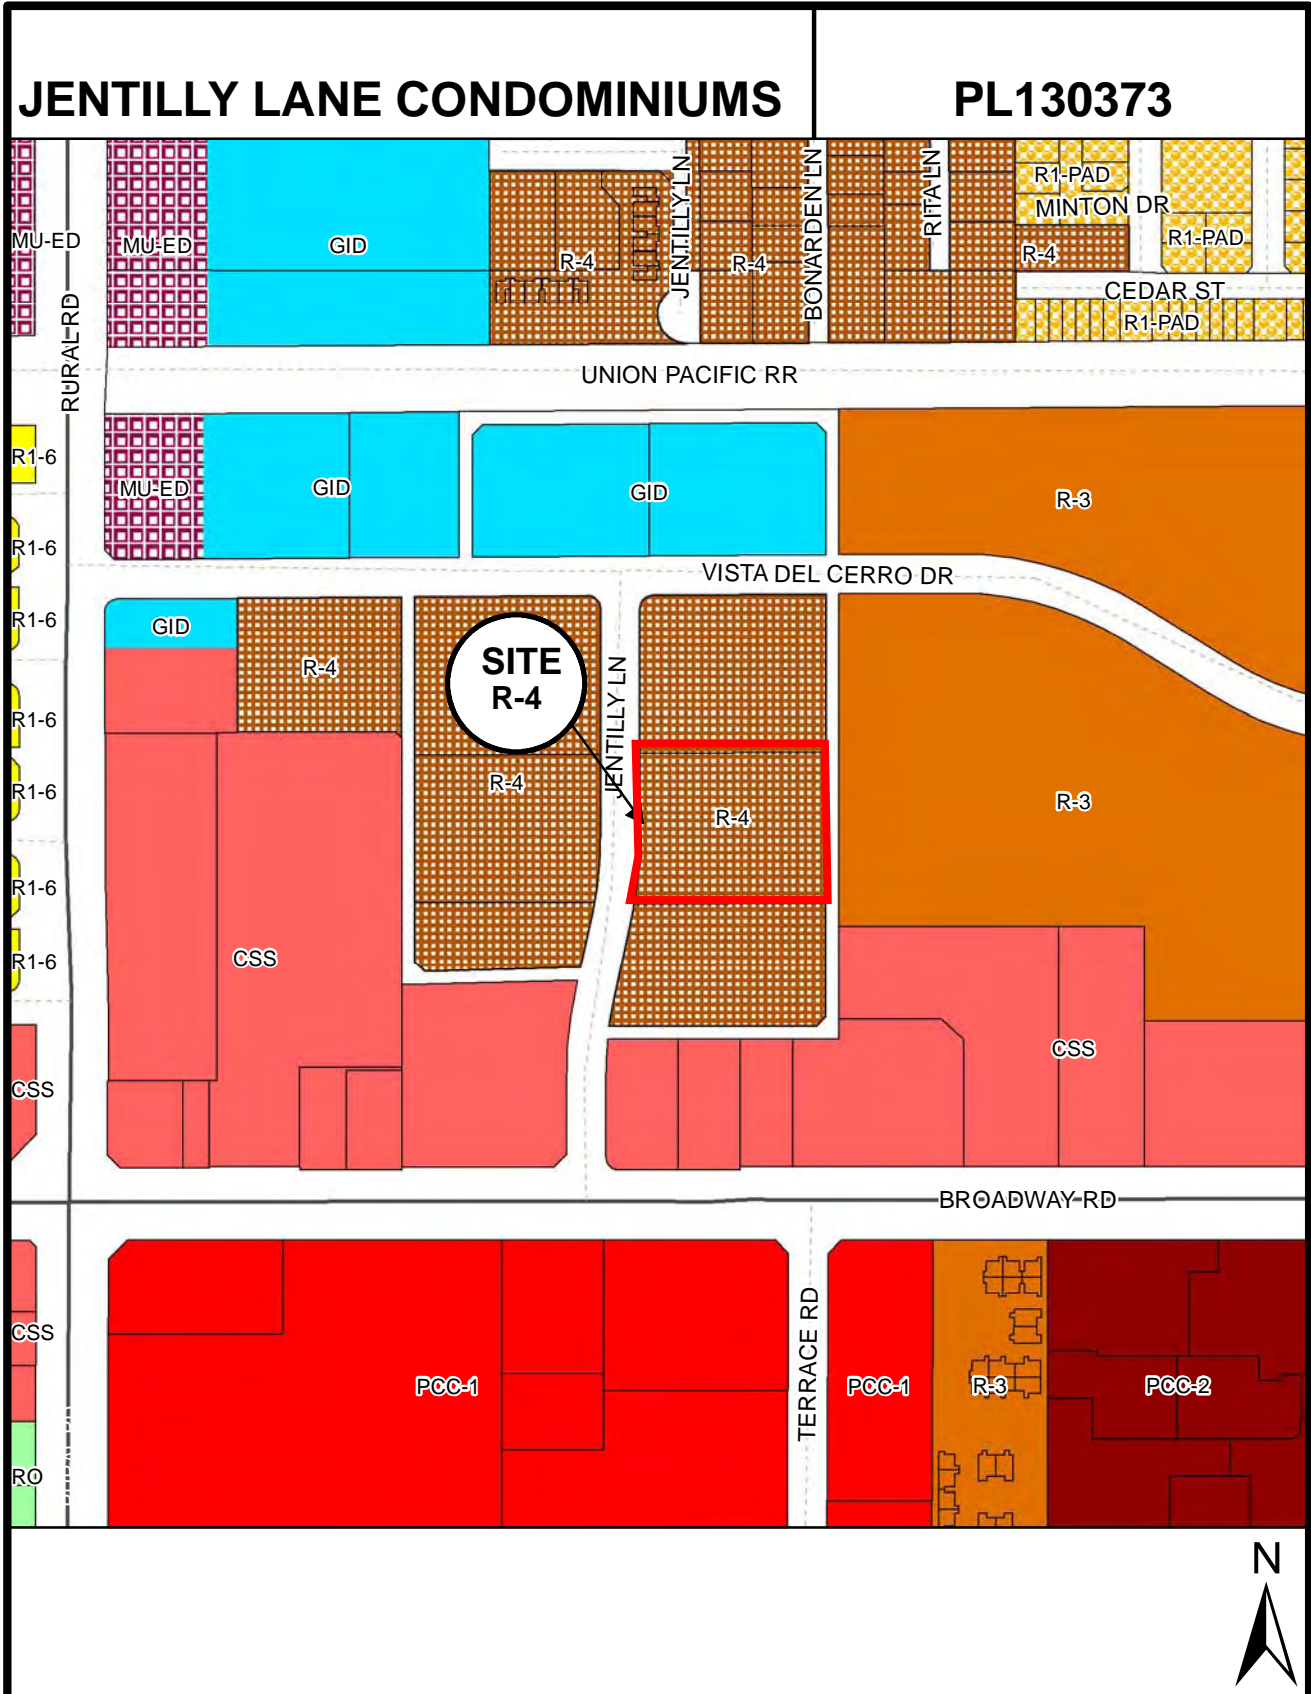 JENTILLY LANE CONDOMINIUMS
PL130373
MU-ED
MU-ED
GID
R-4
JENTILLY LN
R-4
BONARDEN LN
RITA LN
R1-PAD
MINTON DR
R1-PAD
R-4
CEDAR ST
R1-PAD
RURAL RD
UNION PACIFIC RR
R1-6
MU-ED
GID
GID
R-3
R1-6
VISTA DEL CERRO DR
R1-6
GID
R-4
SITE
R-4
JENTILLY LN
R1-6
R-4
R1-6
R-4
R-3
R1-6
R1-6
CSS
CSS
CSS
BROADWAY RD
CSS
TERRACE RD
PCC-1
PCC-1
R-3
PCC-2
RO
RURAL RD
N